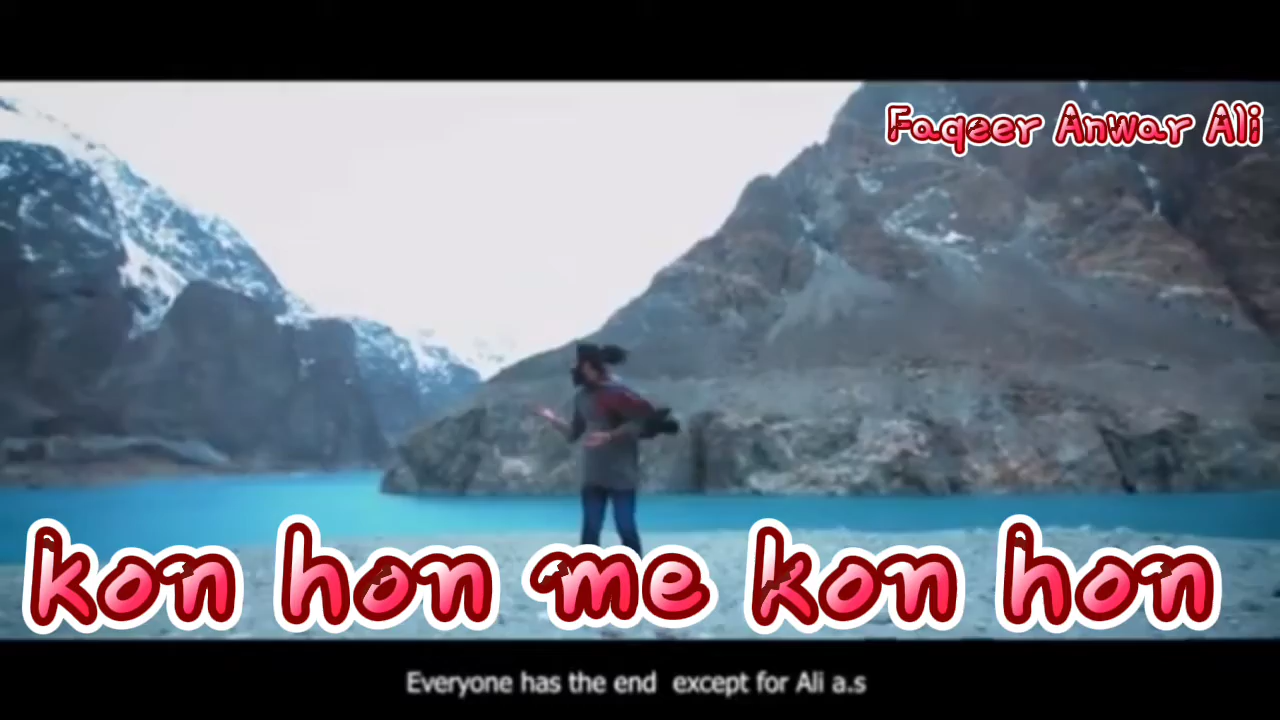 Faqeer Anwar Ali
kon hon me kon hon
Everyone has the end except for Ali a.s